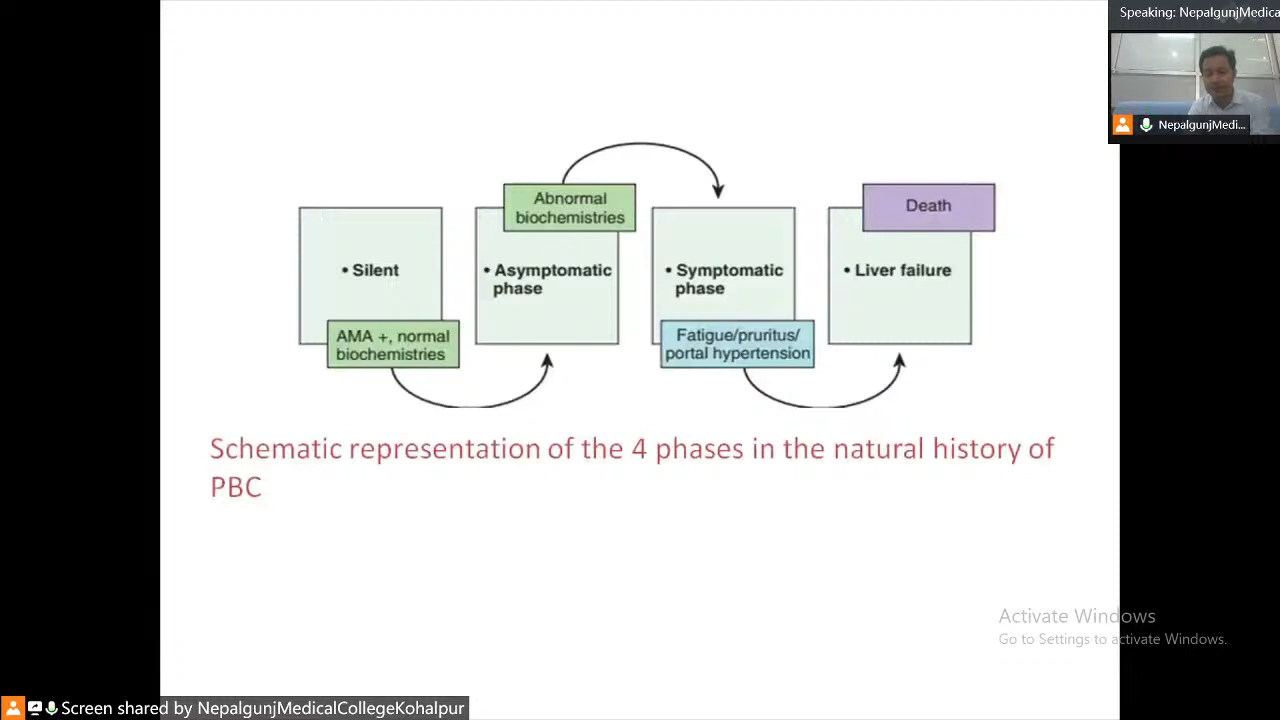 Speaking: NepalgunjMedica
NepalgunjMedi...
Abnormal
biochemistries
Death
• Silent
• Asymptomatic
phase
• Symptomatic
phase
• Liver failure
AMA +, normal
biochemistries
Fatigue/pruritus/
portal hypertension
Schematic representation of the 4 phases in the natural history of
PBC
Activate Windows
Go to Settings to activate Windows.
Screen shared by NepalgunjMedicalCollegeKohalpur